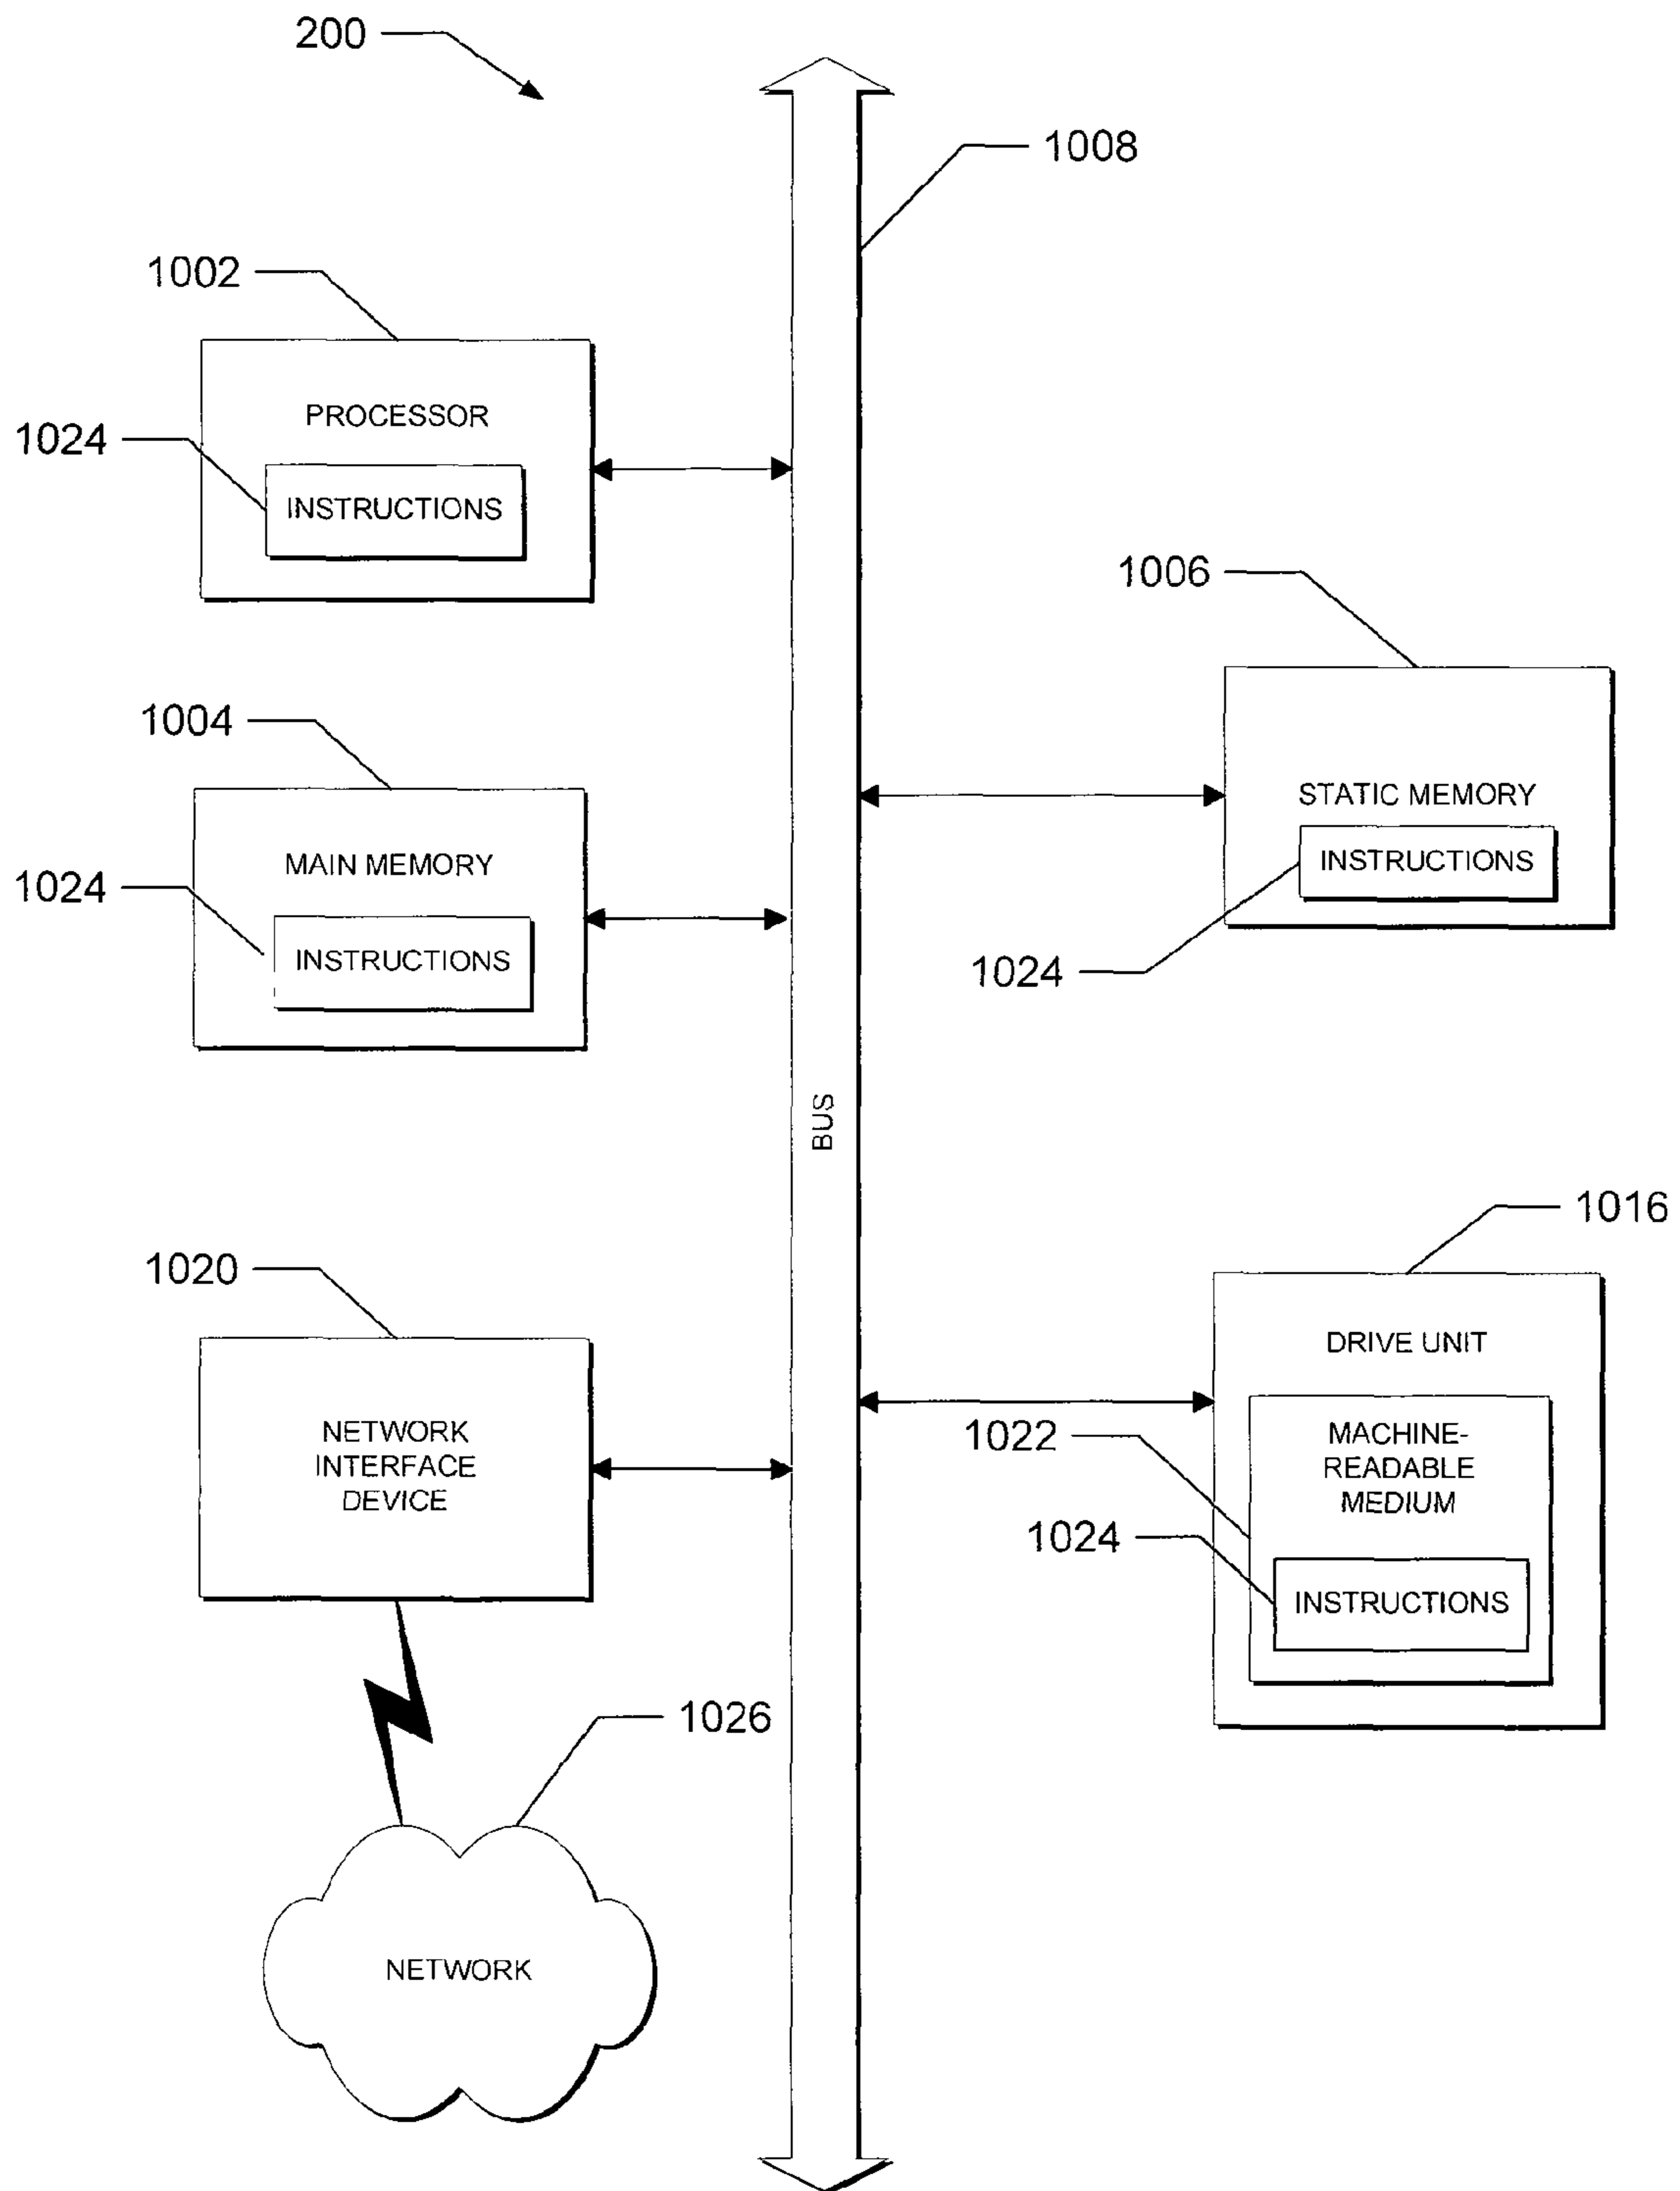 200
1008
1002
PROCESSOR
1024
INSTRUCTIONS
1006
STATIC MEMORY
INSTRUCTIONS
1024
1004
MAIN MEMORY
1024
INSTRUCTIONS
BUS
1016
DRIVE UNIT
1022
MACHINE-
READABLE
MEDIUM
1024
INSTRUCTIONS
1020
NETWORK
INTERFACE
DEVICE
1026
NETWORK